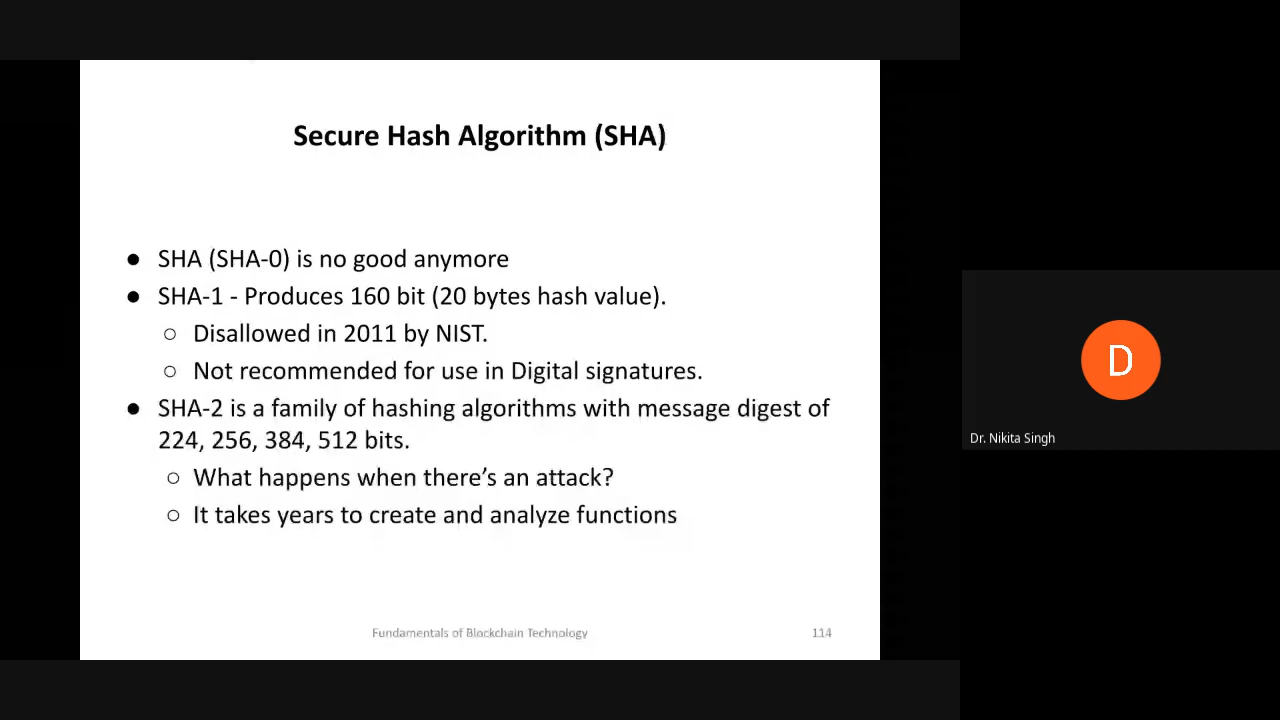 Secure Hash Algorithm (SHA)
● SHA (SHA-0) is no good anymore
● SHA-1 - Produces 160 bit (20 bytes hash value).
○ Disallowed in 2011 by NIST.
○ Not recommended for use in Digital signatures.
● SHA-2 is a family of hashing algorithms with message digest of
224, 256, 384, 512 bits.
○ What happens when there’s an attack?
○ It takes years to create and analyze functions
Fundamentals of Blockchain Technology
114
D
Dr. Nikita Singh